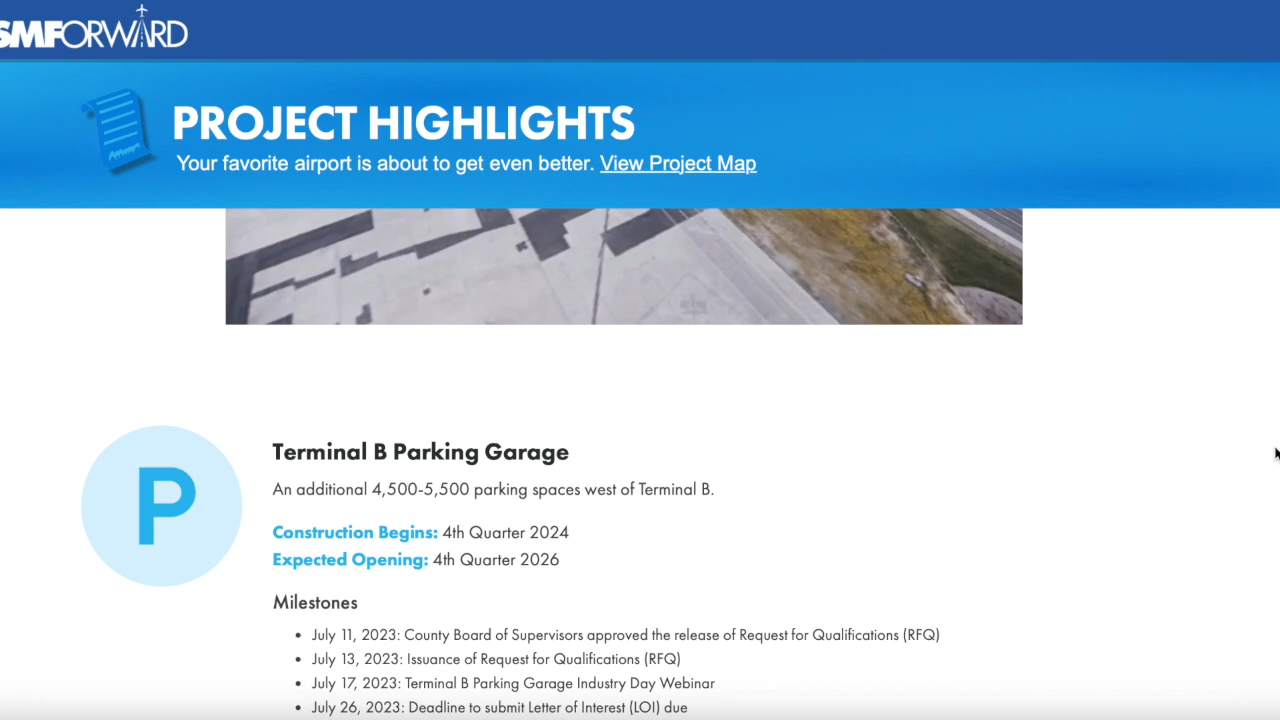 SMFORWARD
PROJECT HIGHLIGHTS
Your favorite airport is about to get even better. View Project Map
P
Terminal B Parking Garage
An additional 4,500-5,500 parking spaces west of Terminal B.
Construction Begins: 4th Quarter 2024
Expected Opening: 4th Quarter 2026
Milestones
• July 11, 2023: County Board of Supervisors approved the release of Request for Qualifications (RFQ)
• July 13, 2023: Issuance of Request for Qualifications (RFQ)
• July 17, 2023: Terminal B Parking Garage Industry Day Webinar
• July 26, 2023: Deadline to submit Letter of Interest (LOI) due